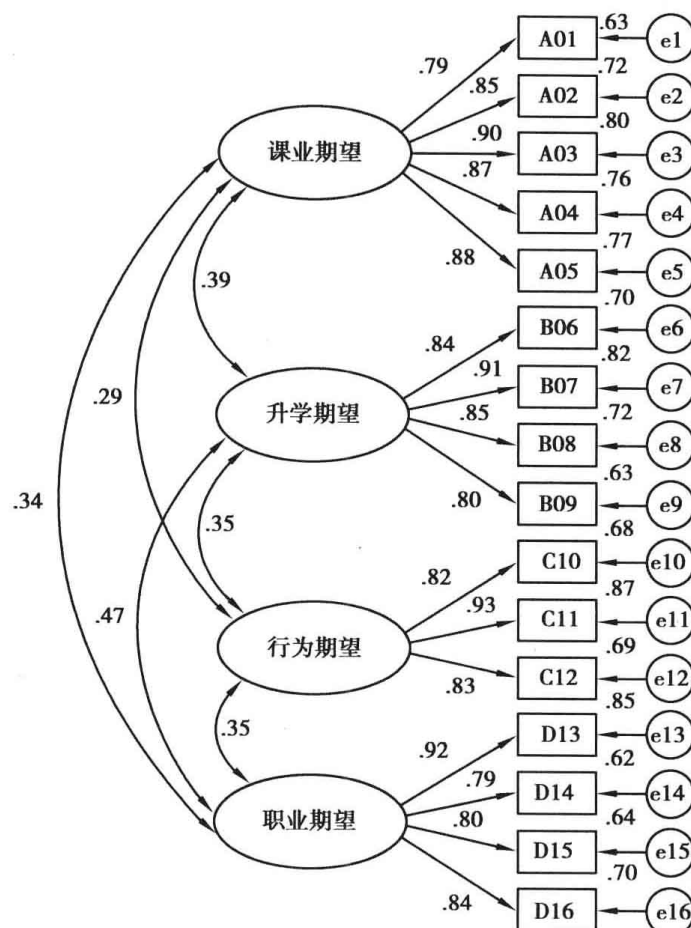 .63
A01
e1
.79
.72
.85
A02
e2
.80
.90
课业期望
A03
e3
.76
.87
A04
e4
.77
.88
A05
e5
.39
.70
B06
e6
.84
.82
.91
B07
e7
.29
升学期望
.72
.85
B08
e8
.63
.34
.80
B09
e9
.35
.68
C10
e10
.82
.87
.47
.93
C11
e11
行为期望
.69
.83
C12
e12
.85
.35
D13
e13
.92
.62
.79
D14
e14
职业期望
.80
.64
D15
e15
.70
.84
D16
e16